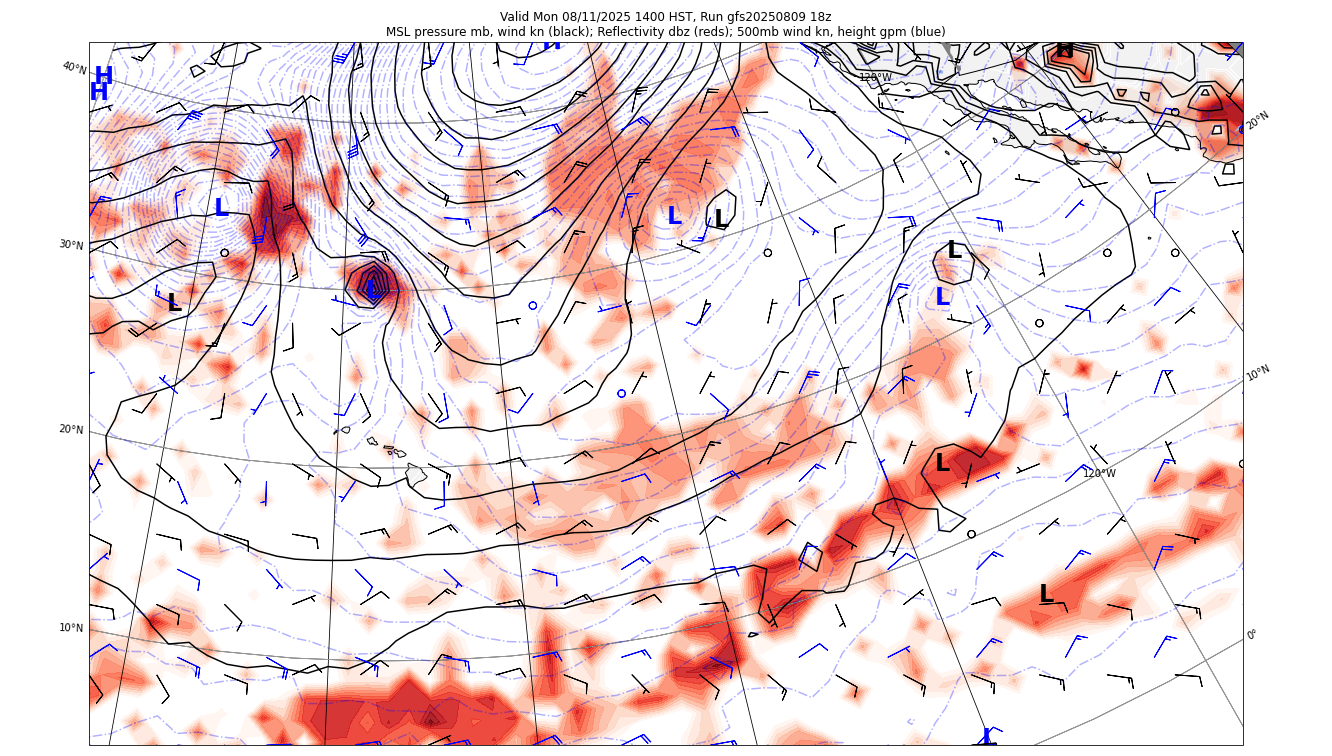 Valid Mon 08/11/2025 1400 HST, Run gfs20250809 18z
MSL pressure mb, wind kn (black); Reflectivity dbz (reds); 500mb wind kn, height gpm (blue)
H
H
40°N
H
H
120°W
20°N
L
L
L
30°N
L
L
L
L
10°N
20°N
L
120°W
L
10°N
0°
L